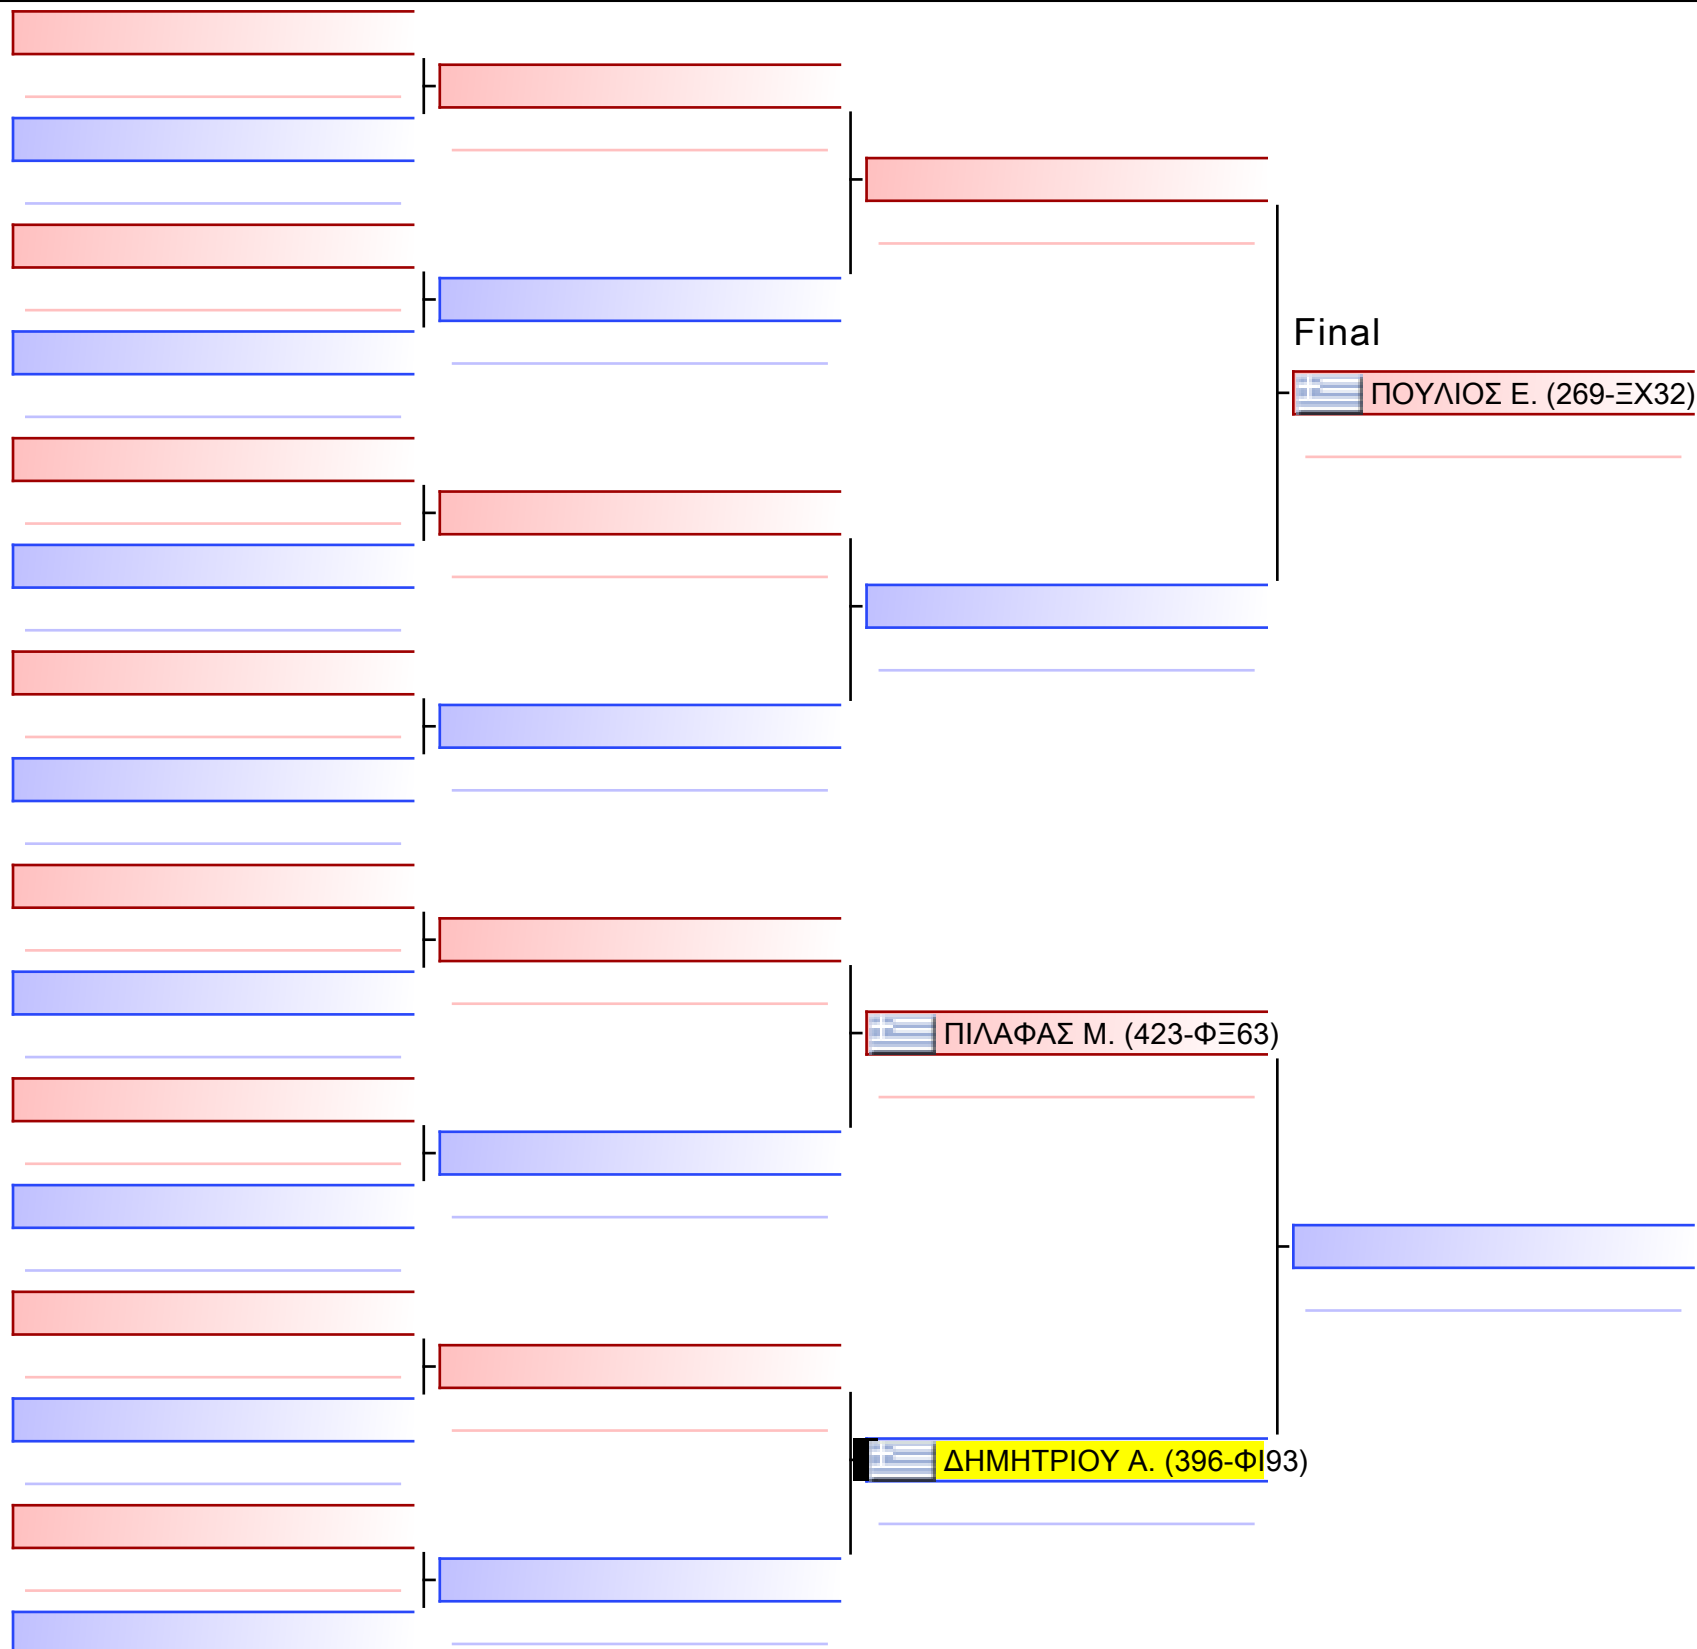 Final
ΠΟΥΛΙΟΣ Ε. (269-ΞΧ32)
ΠΙΛΑΦΑΣ Μ. (423-ΦΞ63)
ΔΗΜΗΤΡΙΟΥ Α. (396-ΦΙ93)